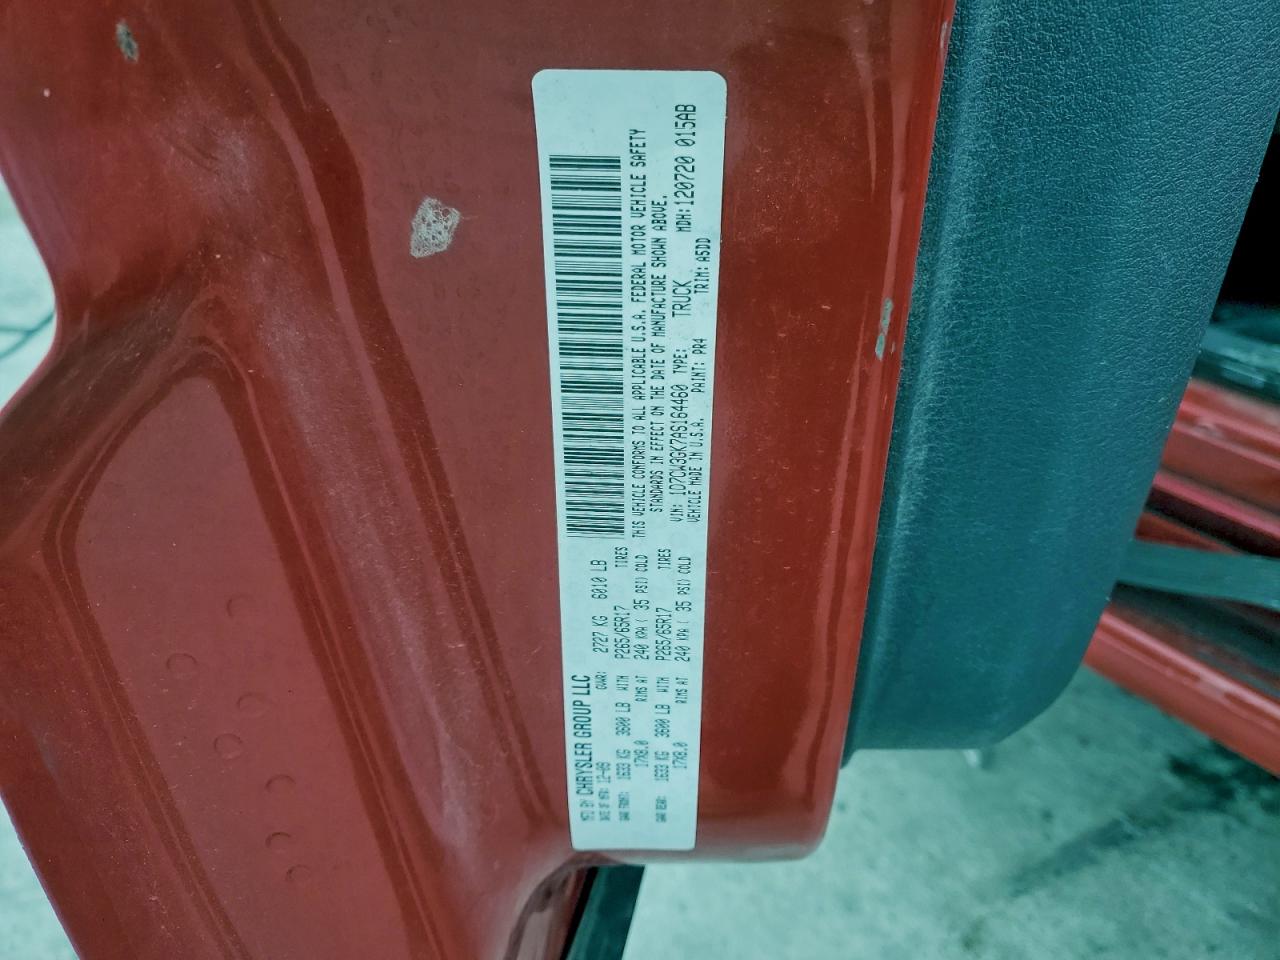 MFD BY CHRYSLER GROUP LLC
DATE OF MFR: 12-09 GVWR: 2727 KG 6010 LB
GAWR FRONT: 1633 KG 3600 LB WITH P265/65R17 TIRES
17X8.0 RIMS AT 240 KPA ( 35 PSI) COLD
GAWR REAR: 1633 KG 3600 LB WITH P265/65R17 TIRES
17X8.0 RIMS AT 240 KPA ( 35 PSI) COLD
THIS VEHICLE CONFORMS TO ALL APPLICABLE U.S.A. FEDERAL MOTOR VEHICLE SAFETY
STANDARDS IN EFFECT ON THE DATE OF MANUFACTURE SHOWN ABOVE.
VIN: 1D7CW3GK7AS164460 TYPE: TRUCK MDH:120720 015AB
VEHICLE MADE IN U.S.A. PAINT: PR4 TRIM: A5DD